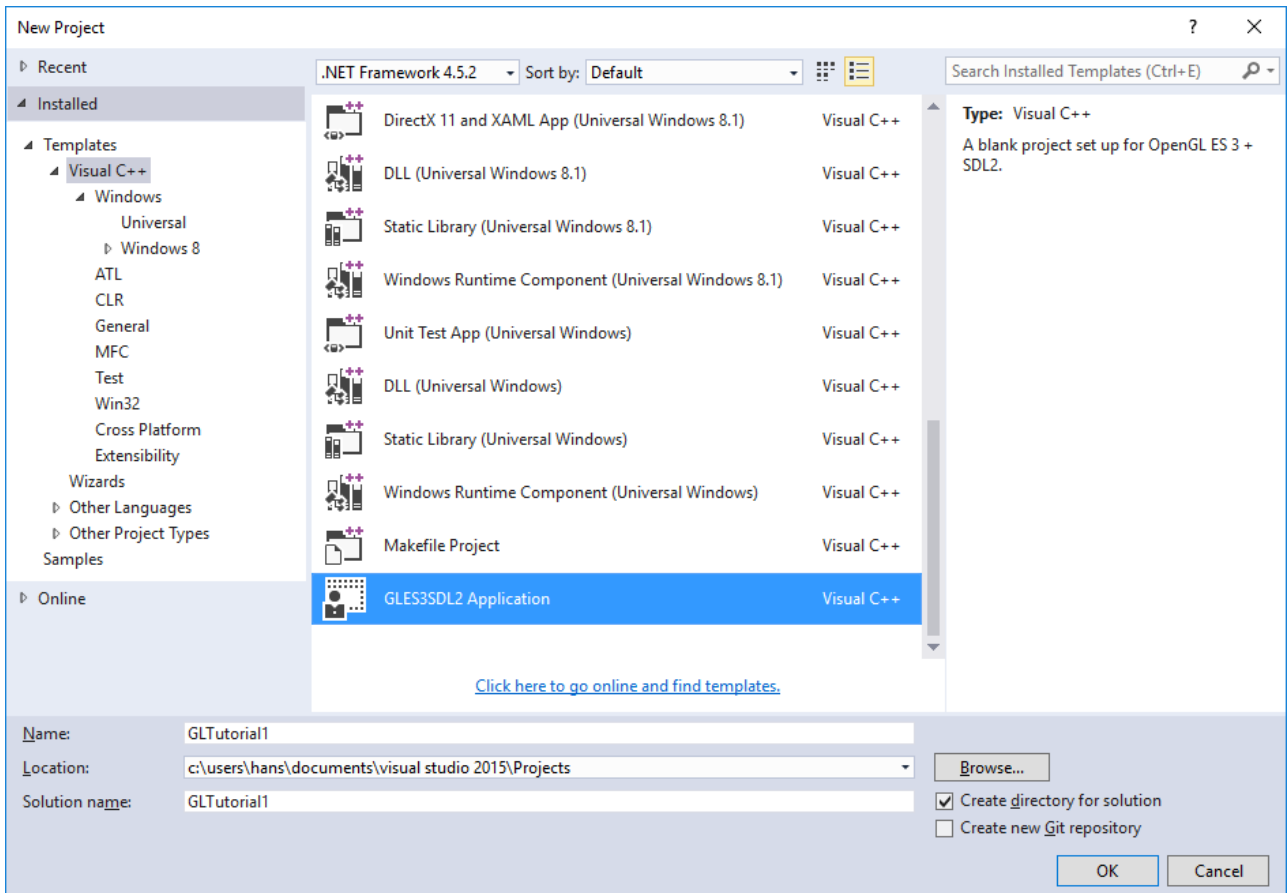 New Project
?
Recent
Installed
Templates
Visual C++
Windows
Universal
Windows 8
ATL
CLR
General
MFC
Test
Win32
Cross Platform
Extensibility
Wizards
Other Languages
Other Project Types
Samples
Online
.NET Framework 4.5.2 Sort by: Default
DirectX 11 and XAML App (Universal Windows 8.1) Visual C++
DLL (Universal Windows 8.1) Visual C++
Static Library (Universal Windows 8.1) Visual C++
Windows Runtime Component (Universal Windows 8.1) Visual C++
Unit Test App (Universal Windows) Visual C++
DLL (Universal Windows) Visual C++
Static Library (Universal Windows) Visual C++
Windows Runtime Component (Universal Windows) Visual C++
Makefile Project Visual C++
GLES3SDL2 Application Visual C++
Click here to go online and find templates.
Search Installed Templates (Ctrl+E)
Type: Visual C++
A blank project set up for OpenGL ES 3 +
SDL2.
Name: GLTutorial1
Location: c:\users\hans\documents\visual studio 2015\Projects
Browse...
Solution name: GLTutorial1
Create directory for solution
Create new Git repository
OK Cancel